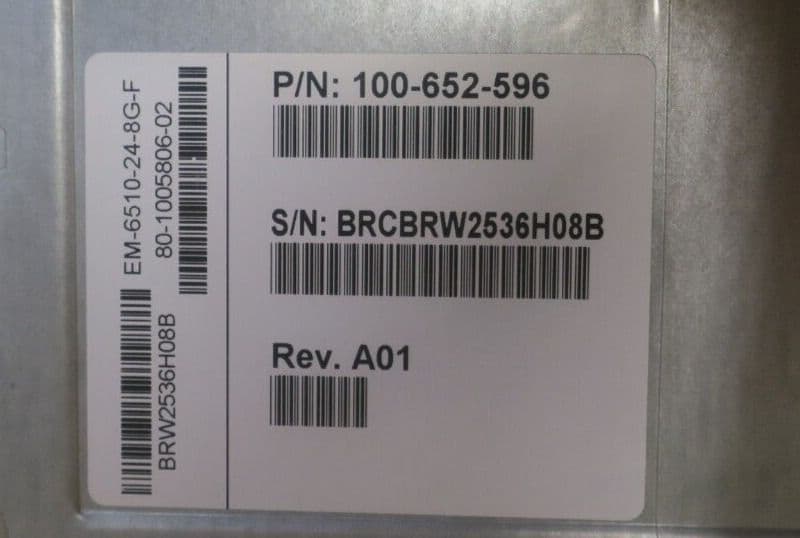 EM-6510-24-8G-F
80-1005806-02
BRW2536H08B
P/N: 100-652-596
S/N: BRCBRW2536H08B
Rev. A01